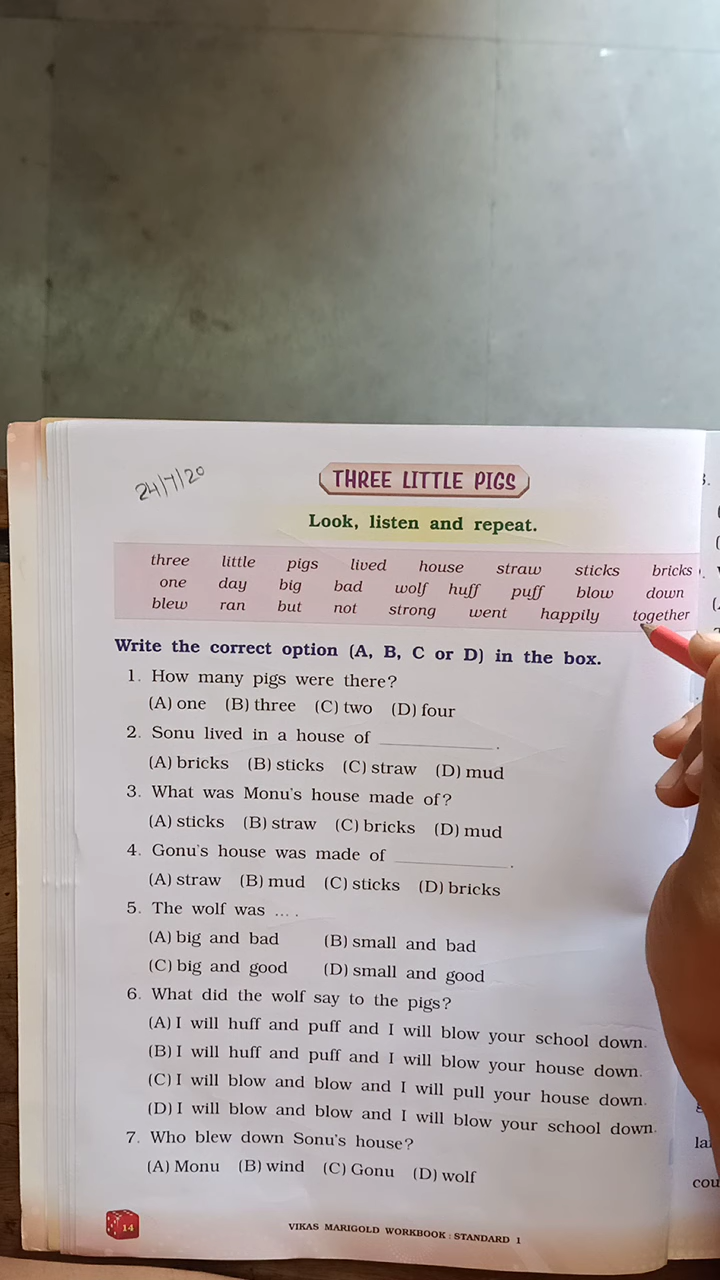 24/7/20
THREE LITTLE PIGS
Look, listen and repeat.
three little pigs lived house straw sticks bricks
one day big bad wolf huff puff blow down
blew ran but not strong went happily together
Write the correct option (A, B, C or D) in the box.
1. How many pigs were there?
(A) one (B) three (C) two (D) four
2. Sonu lived in a house of ____________.
(A) bricks (B) sticks (C) straw (D) mud
3. What was Monu's house made of?
(A) sticks (B) straw (C) bricks (D) mud
4. Gonu's house was made of ____________.
(A) straw (B) mud (C) sticks (D) bricks
5. The wolf was ... .
(A) big and bad (B) small and bad
(C) big and good (D) small and good
6. What did the wolf say to the pigs?
(A) I will huff and puff and I will blow your school down.
(B) I will huff and puff and I will blow your house down.
(C) I will blow and blow and I will pull your house down.
(D) I will blow and blow and I will blow your school down.
7. Who blew down Sonu's house?
(A) Monu (B) wind (C) Gonu (D) wolf
14
VIKAS MARIGOLD WORKBOOK : STANDARD 1